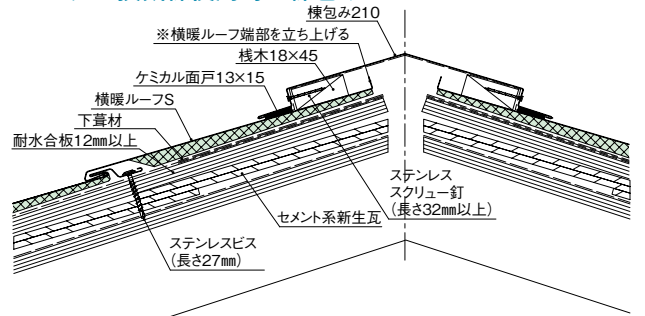 棟包み210
※横暖ルーフ端部を立ち上げる
桟木18×45
ケミカル面戸13×15
横暖ルーフS
下葺材
耐水合板12mm以上
ステンレス
スクリュー釘
（長さ32mm以上）
セメント系新生瓦
ステンレスビス
（長さ27mm）